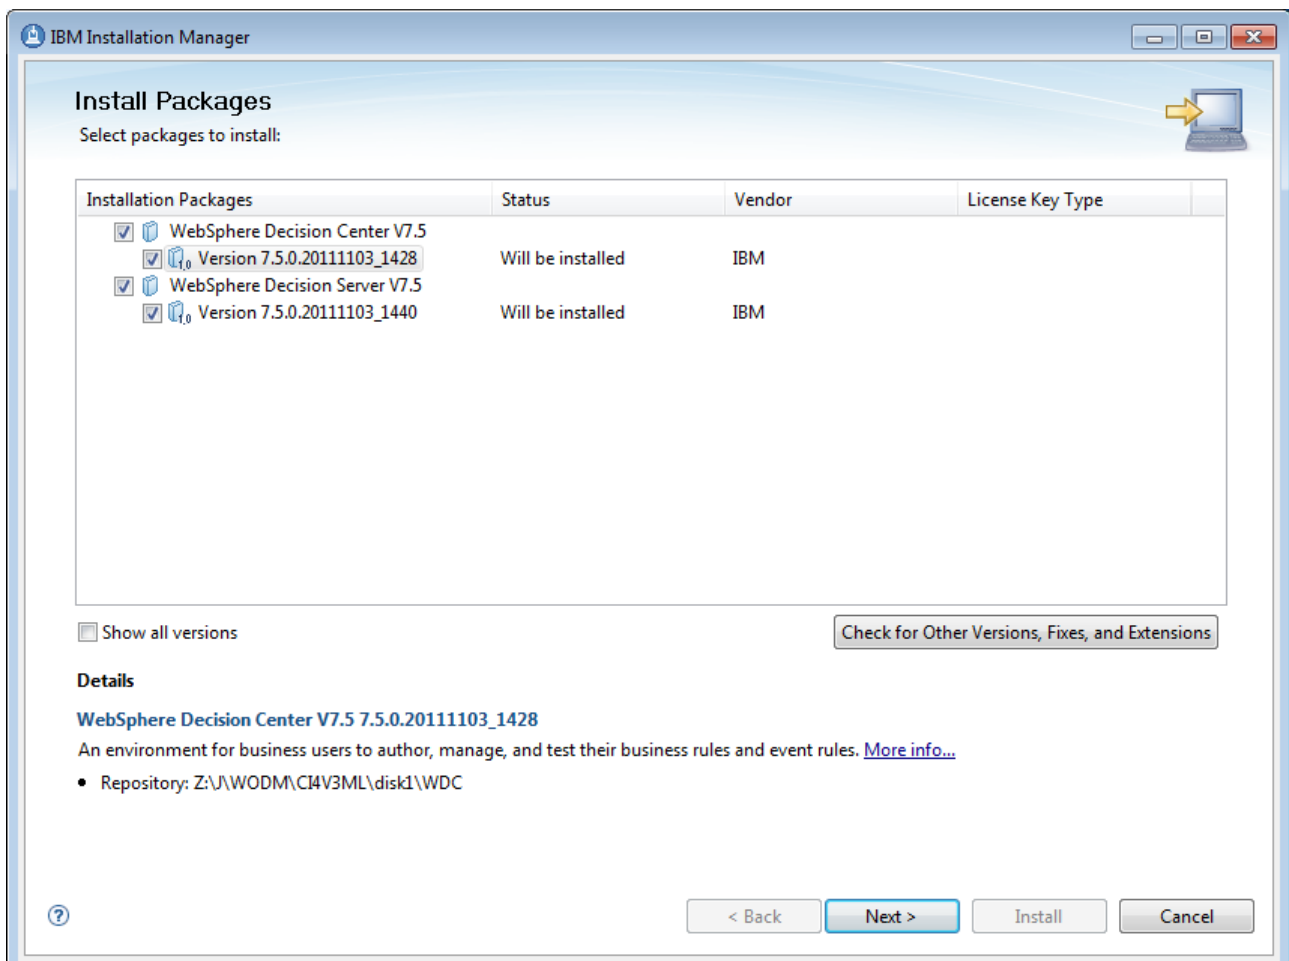 IBM Installation Manager
Install Packages
Select packages to install:
Installation Packages Status Vendor License Key Type
WebSphere Decision Center V7.5
1.0 Version 7.5.0.20111103_1428 Will be installed IBM
WebSphere Decision Server V7.5
1.0 Version 7.5.0.20111103_1440 Will be installed IBM
Show all versions Check for Other Versions, Fixes, and Extensions
Details
WebSphere Decision Center V7.5 7.5.0.20111103_1428
An environment for business users to author, manage, and test their business rules and event rules. More info...
• Repository: Z:\J\WODM\CI4V3ML\disk1\WDC
? < Back Next > Install Cancel